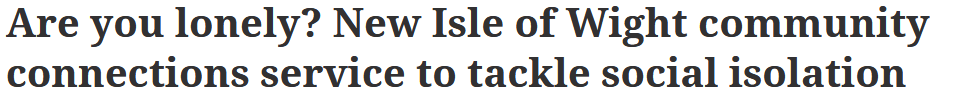 Are you lonely? New Isle of Wight community
connections service to tackle social isolation